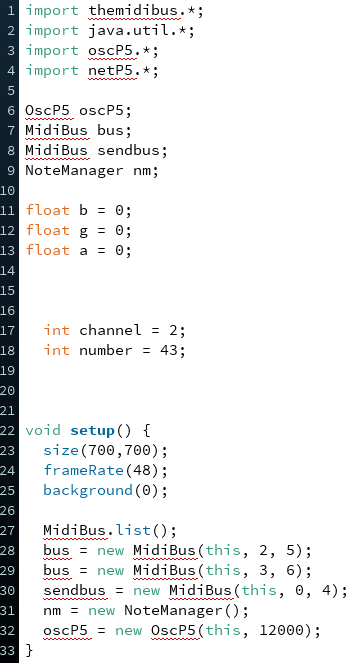 1 import themidibus.*;
2 import java.util.*;
3 import oscP5.*;
4 import netP5.*;
5
6 OscP5 oscP5;
7 MidiBus bus;
8 MidiBus sendbus;
9 NoteManager nm;
10
11 float b = 0;
12 float g = 0;
13 float a = 0;
14
15
16
17   int channel = 2;
18   int number = 43;
19
20
21
22 void setup() {
23   size(700,700);
24   frameRate(48);
25   background(0);
26
27   MidiBus.list();
28   bus = new MidiBus(this, 2, 5);
29   bus = new MidiBus(this, 3, 6);
30   sendbus = new MidiBus(this, 0, 4);
31   nm = new NoteManager();
32   oscP5 = new OscP5(this, 12000);
33 }